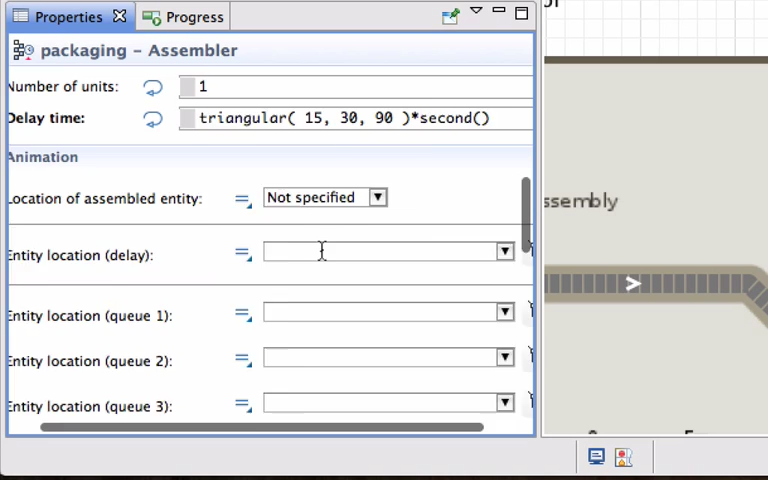 Properties
Progress
packaging – Assembler
Number of units:
1
Delay time:
triangular( 15, 30, 90 )*second()
Animation
Location of assembled entity:
Not specified
Entity location (delay):
Entity location (queue 1):
Entity location (queue 2):
Entity location (queue 3):
ssembly